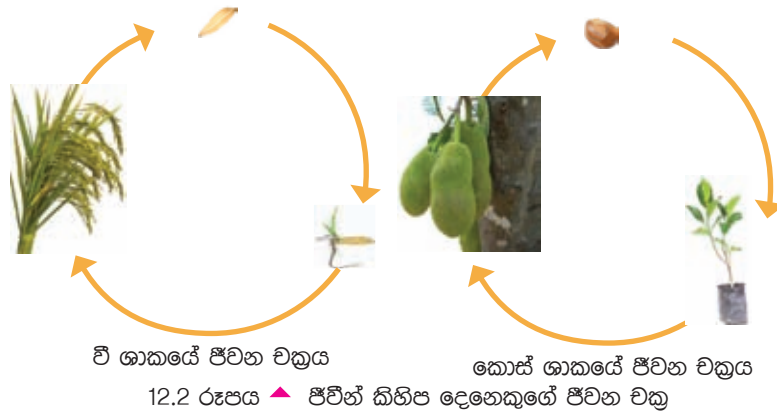 වී ශාකයේ ජීවන චක්‍රය
කොස් ශාකයේ ජීවන චක්‍රය
12.2 රූපය ▲ ජීවීන් කිහිප දෙනෙකුගේ ජීවන චක්‍ර